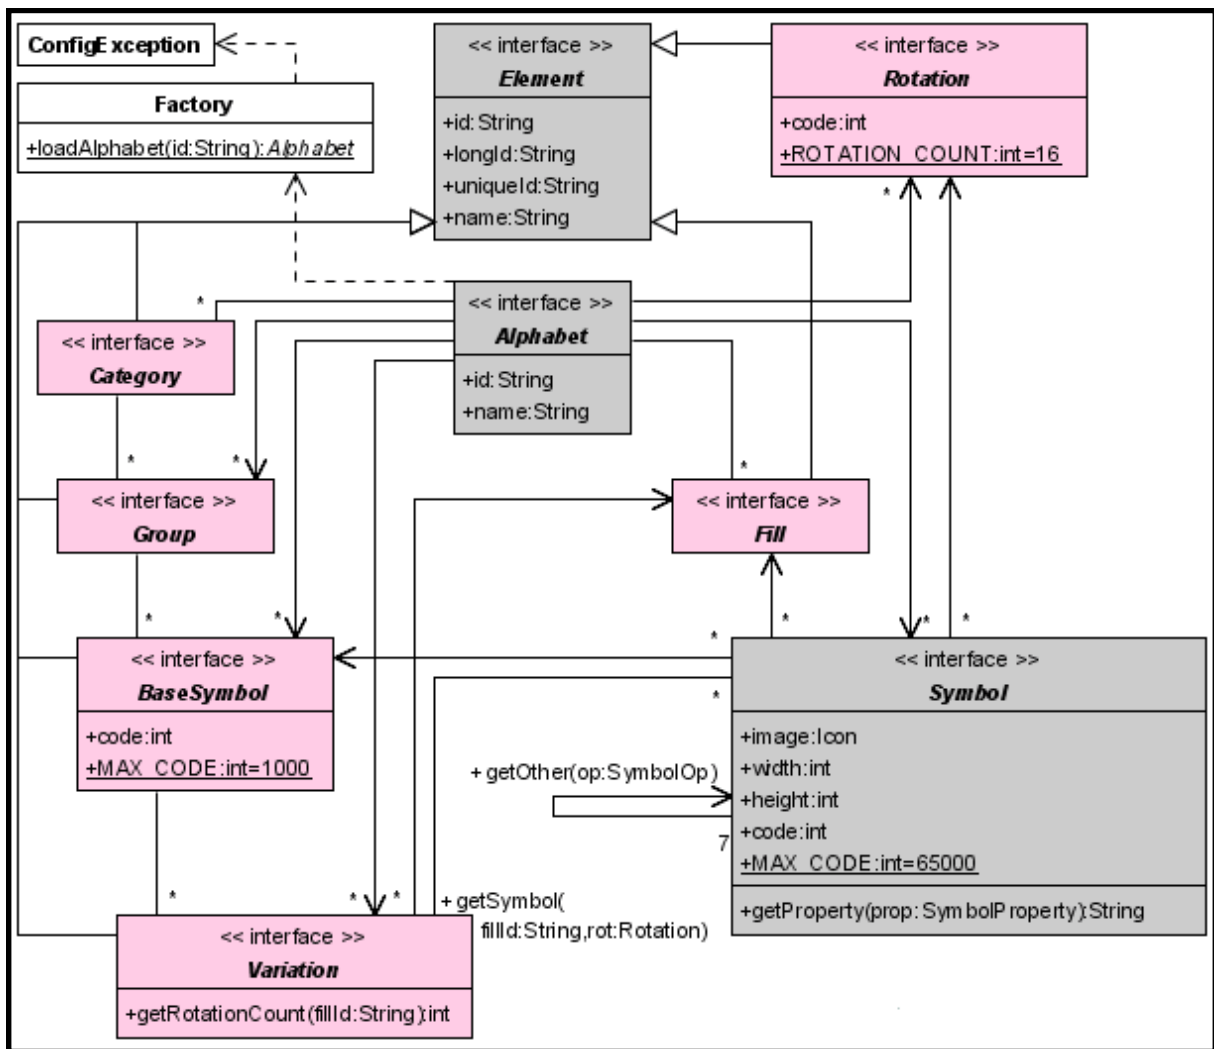 ConfigException
Factory
+loadAlphabet(id:String):Alphabet
<< interface >>
Element
+id:String
+longId:String
+uniqueId:String
+name:String
<< interface >>
Rotation
+code:int
+ROTATION_COUNT:int=16
*
*
<< interface >>
Category
<< interface >>
Alphabet
+id:String
+name:String
*
*
*
<< interface >>
Group
<< interface >>
Fill
*
*
*
*
*
*
<< interface >>
BaseSymbol
+code:int
+MAX_CODE:int=1000
*
<< interface >>
Symbol
+image:Icon
+width:int
+height:int
+code:int
+MAX_CODE:int=65000
+getProperty(prop:SymbolProperty):String
+ getOther(op:SymbolOp)
7
*
*
*
+ getSymbol(
fillId:String,rot:Rotation)
<< interface >>
Variation
+getRotationCount(fillId:String):int